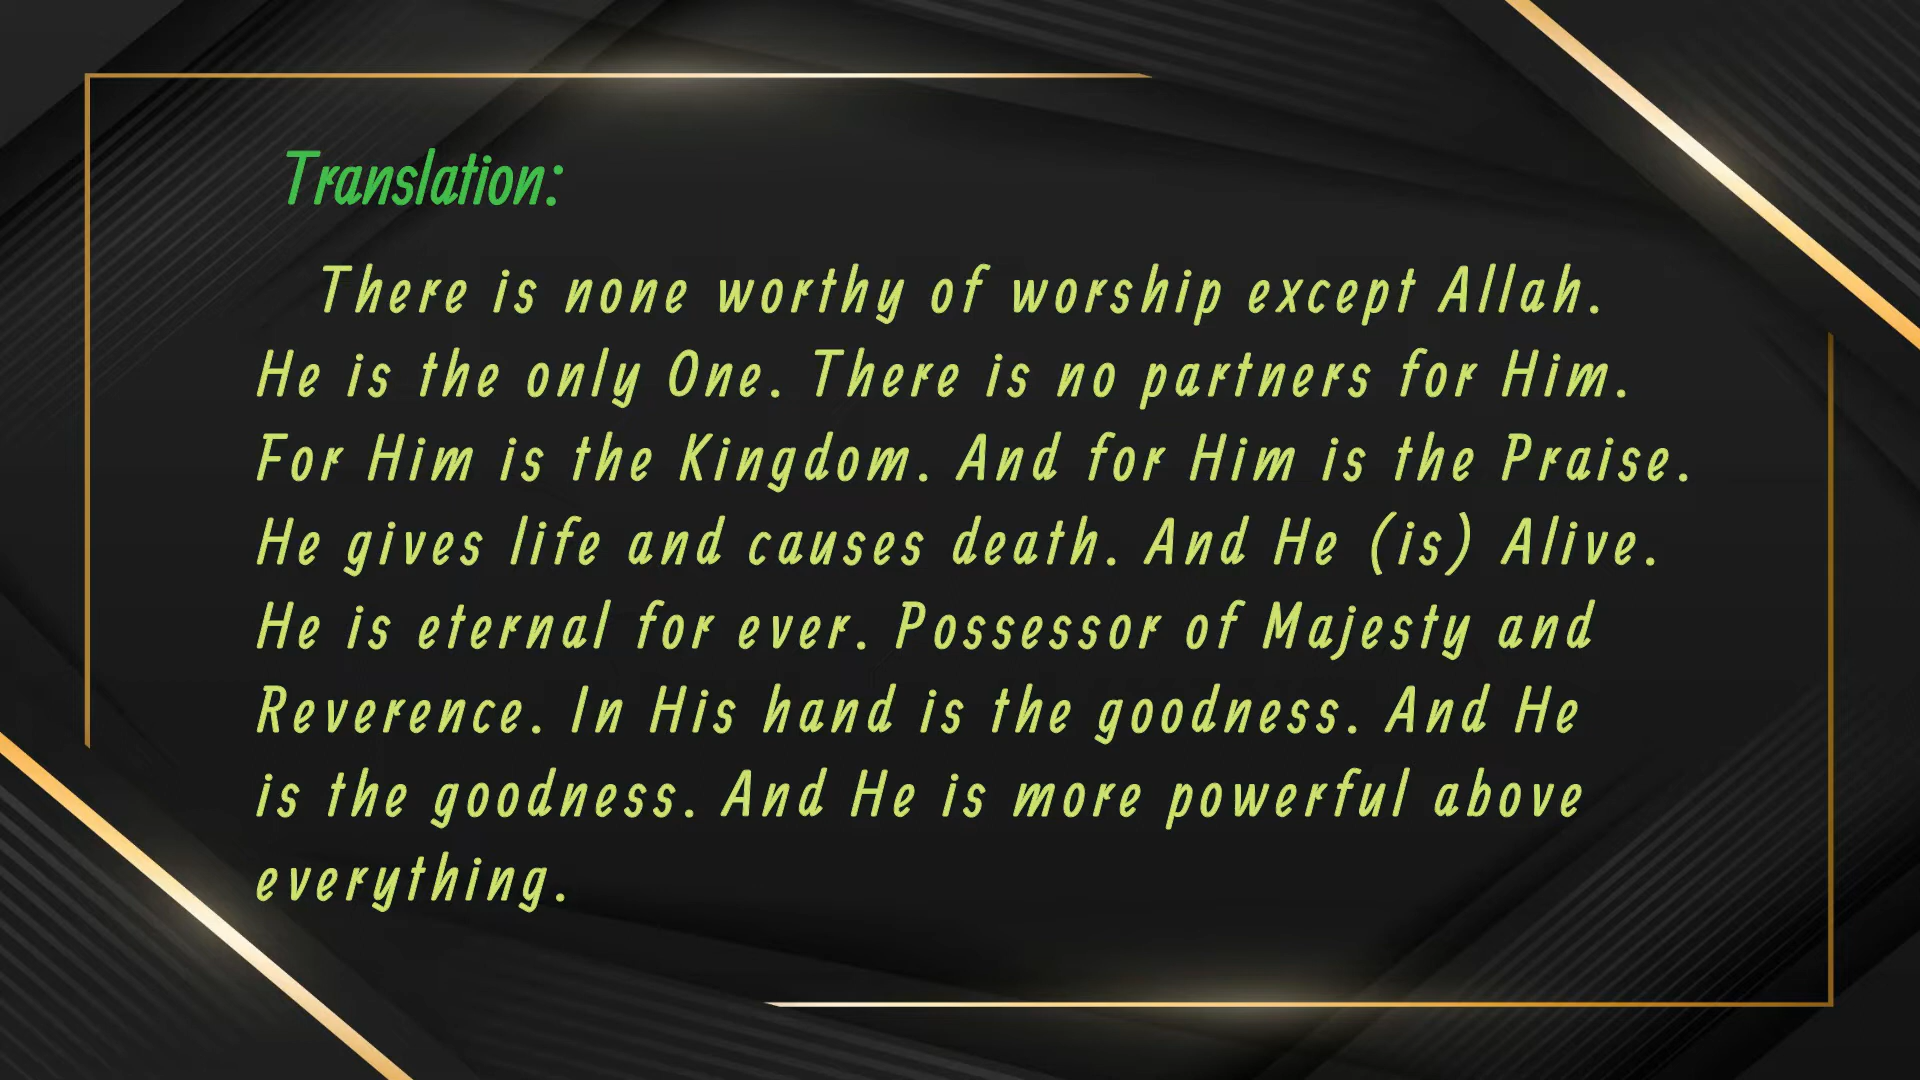 Translation:
There is none worthy of worship except Allah.
He is the only One. There is no partners for Him.
For Him is the Kingdom. And for Him is the Praise.
He gives life and causes death. And He (is) Alive.
He is eternal for ever. Possessor of Majesty and
Reverence. In His hand is the goodness. And He
is the goodness. And He is more powerful above
everything.